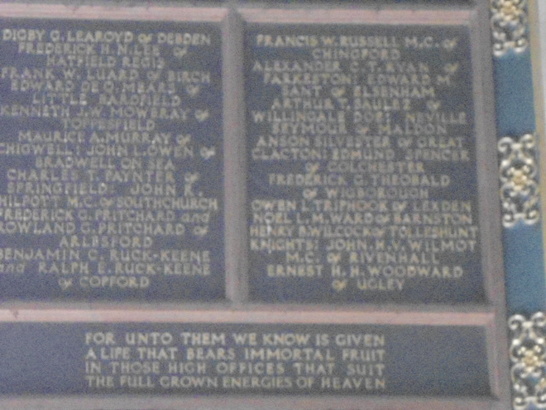 DIGBY G. LEAROYD of DEBDEN
FREDERICK H. N. LEE of
HATFIELD REGIS
FRANK W. LUARD of BIRCH
EDWARD DE Q. MEARS of
LITTLE BARDFIELD
KENNETH J. W. MOWBRAY of
TOPPESFIELD
MAURICE A. MURRAY of
CHIGWELL: JOHN L. OWEN of
BRADWELL ON SEA
CHARLES T. PAYNTER of
SPRINGFIELD: JOHN R.
PHILPOTT M.C. of SOUTHCHURCH
FREDERICK G. PRITCHARD and
ROWLAND G. PRITCHARD of
ARLESFORD
BENJAMIN C. RUCK-KEENE
and RALPH E. RUCK-KEENE
of COPFORD
FRANCIS W. RUSSELL M.C. of
CHINGFORD
ALEXANDER F. T. RYAN of
PARKESTON: EDWARD M.
SANT of ELSENHAM
ARTHUR T. SAULEZ of
WILLINGALE DOE: NEVILLE
SEYMOUR of MALDON
ANSON SILVESTER of GREAT
CLACTON: EDMUND SPENCER
of COLCHESTER
FREDERICK G. THEOBALD
of WIGBOROUGH
OWEN L. TRIPHOOK of LEXDEN
NOEL L. M. WARD of BARNSTON
HENRY B. WILCOCK of TOLLESHUNT
KNIGHTS: JOHN. H. V. WILMOT
M.C. of RIVENHALL
ERNEST H. H. WOODWARD
of UGLEY
FOR UNTO THEM WE KNOW IS GIVEN
A LIFE THAT BEARS IMMORTAL FRUIT
IN THOSE HIGH OFFICES THAT SUIT
THE FULL GROWN ENERGIES OF HEAVEN